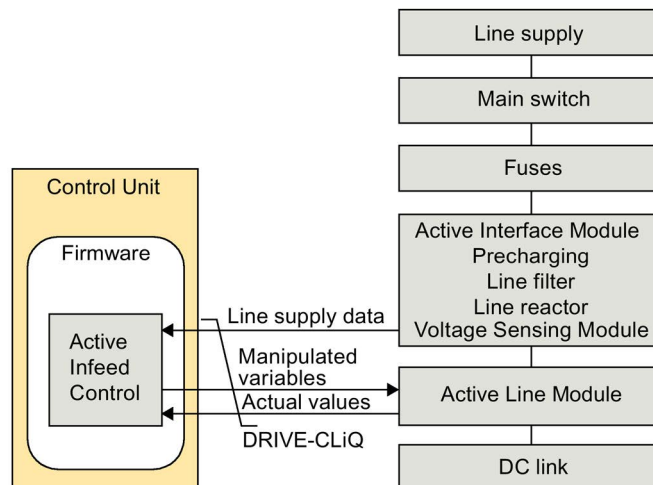 Line supply
Main switch
Fuses
Control Unit
Firmware
Active Interface Module
Precharging
Line filter
Line reactor
Voltage Sensing Module
Line supply data
Active
Infeed
Control
Manipulated
variables
Actual values
DRIVE-CLiQ
Active Line Module
DC link